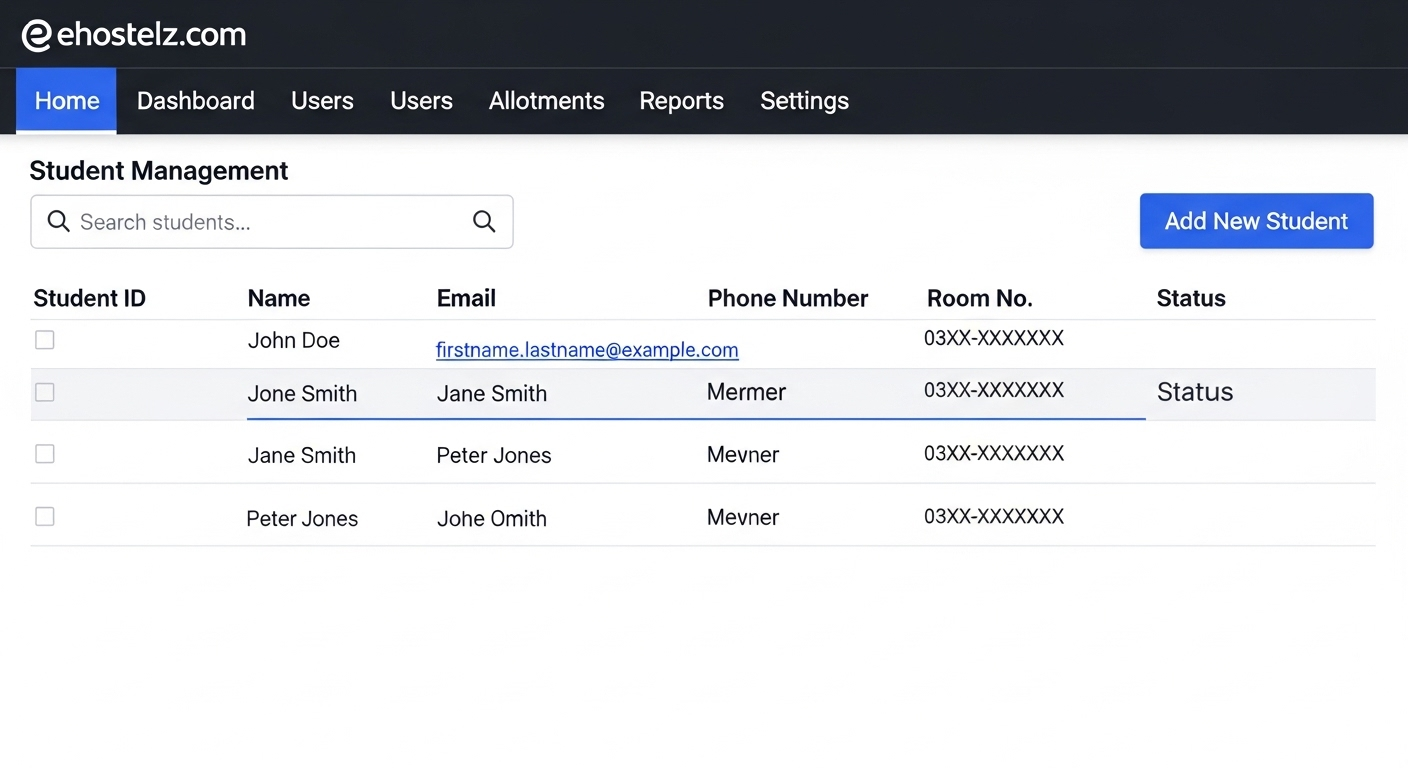 ehostelz.com
Home Dashboard Users Users Allotments Reports Settings
Student Management
Search students...
Add New Student
Student ID Name Email Phone Number Room No. Status
John Doe firstname.lastname@example.com 03XX-XXXXXXX
Jone Smith Jane Smith Mermer 03XX-XXXXXXX Status
Jane Smith Peter Jones Mevner 03XX-XXXXXXX
Peter Jones Johe Omith Mevner 03XX-XXXXXXX